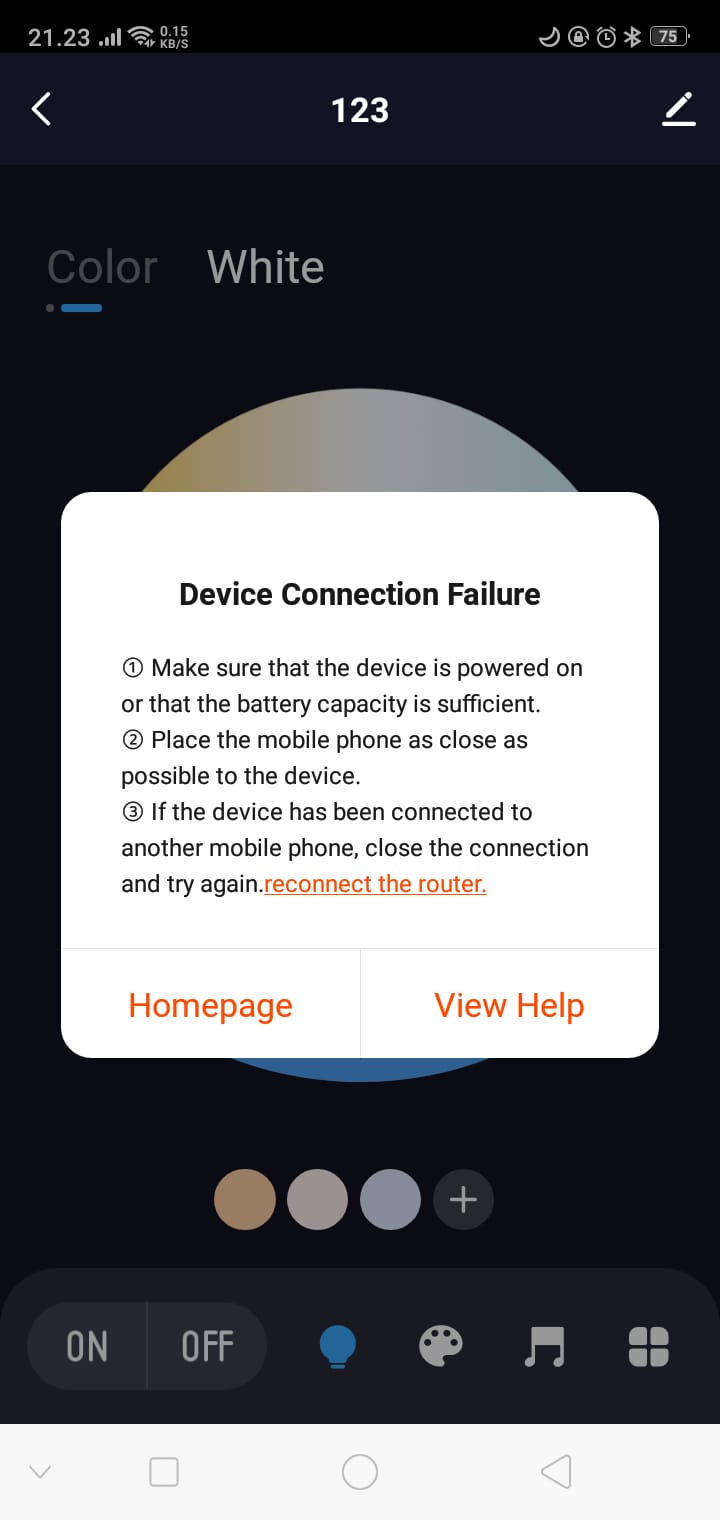 21.23 0.15 KB/S 75
123
Color White
Device Connection Failure
① Make sure that the device is powered on
or that the battery capacity is sufficient.
② Place the mobile phone as close as
possible to the device.
③ If the device has been connected to
another mobile phone, close the connection
and try again.reconnect the router.
Homepage View Help
ON OFF